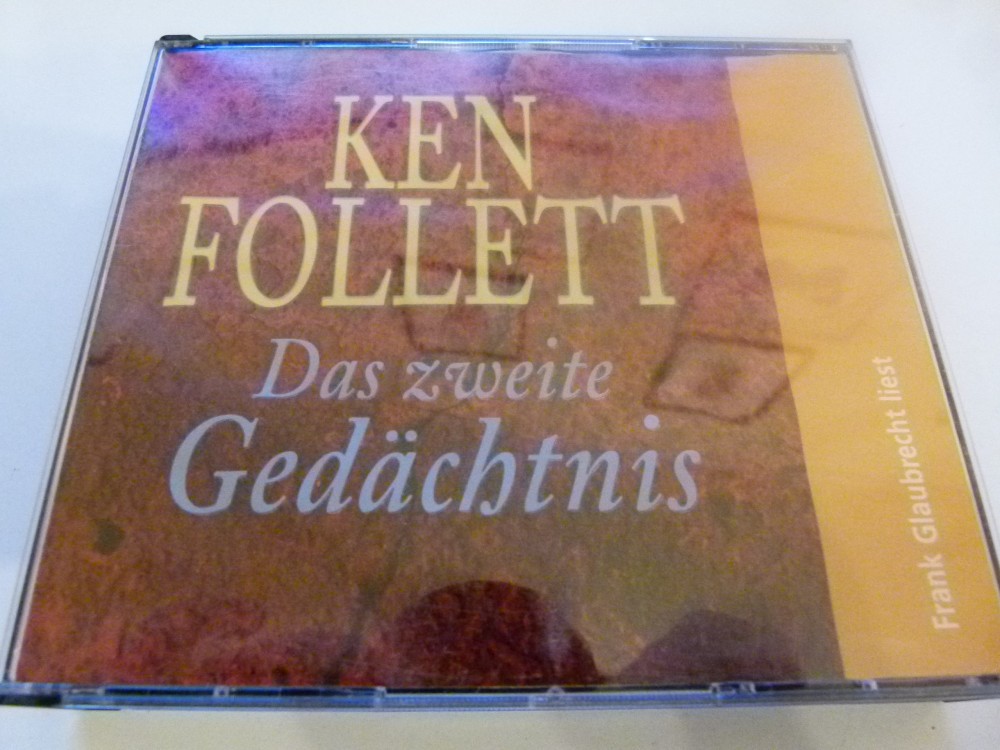 KEN
FOLLETT
Das zweite
Gedächtnis
Frank Glaubrecht liest